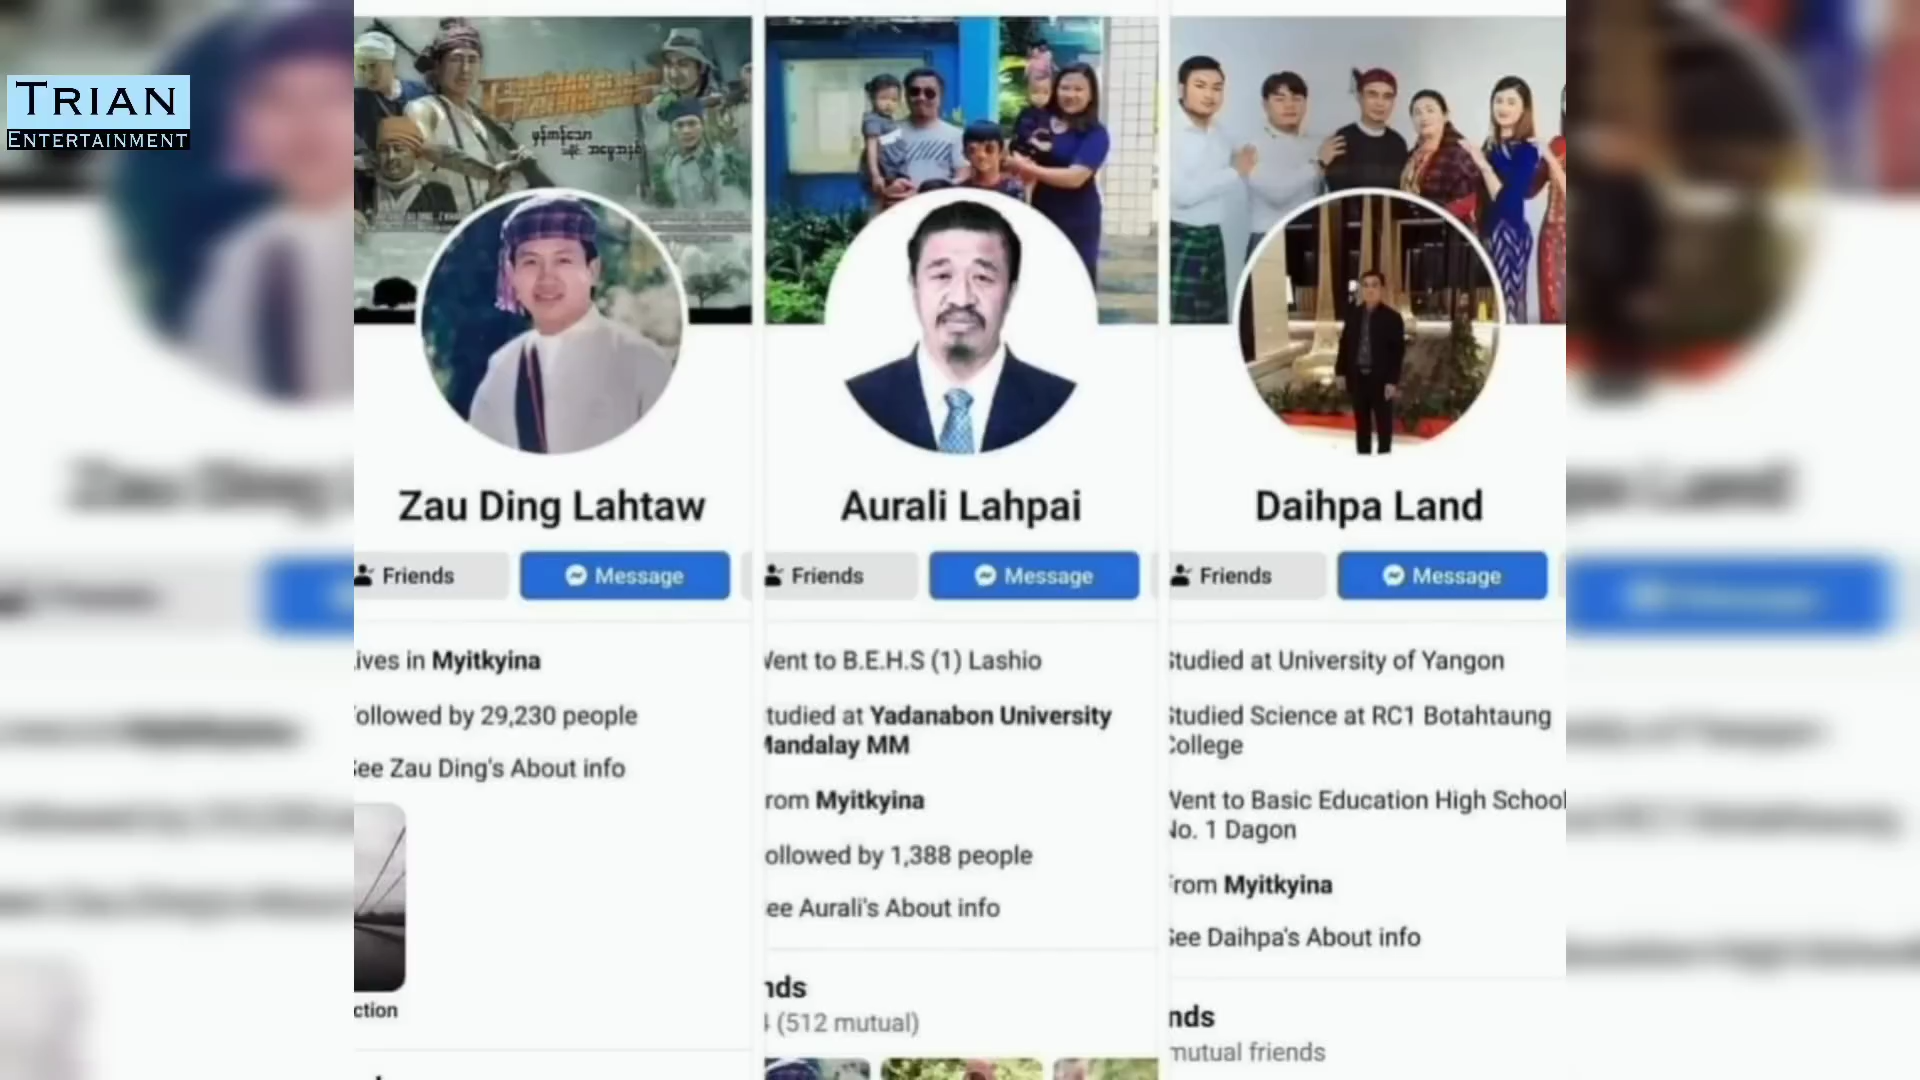 TRIAN
ENTERTAINMENT
Zau Ding Lahtaw
Friends
Message
ives in Myitkyina
ollowed by 29,230 people
ee Zau Ding's About info
ction
Aurali Lahpai
Friends
Message
Went to B.E.H.S (1) Lashio
tudied at Yadanabon University
Mandalay MM
rom Myitkyina
ollowed by 1,388 people
ee Aurali's About info
nds
(512 mutual)
Daihpa Land
Friends
Message
Studied at University of Yangon
Studied Science at RC1 Botahtaung
College
Went to Basic Education High School
No. 1 Dagon
From Myitkyina
See Daihpa's About info
nds
mutual friends